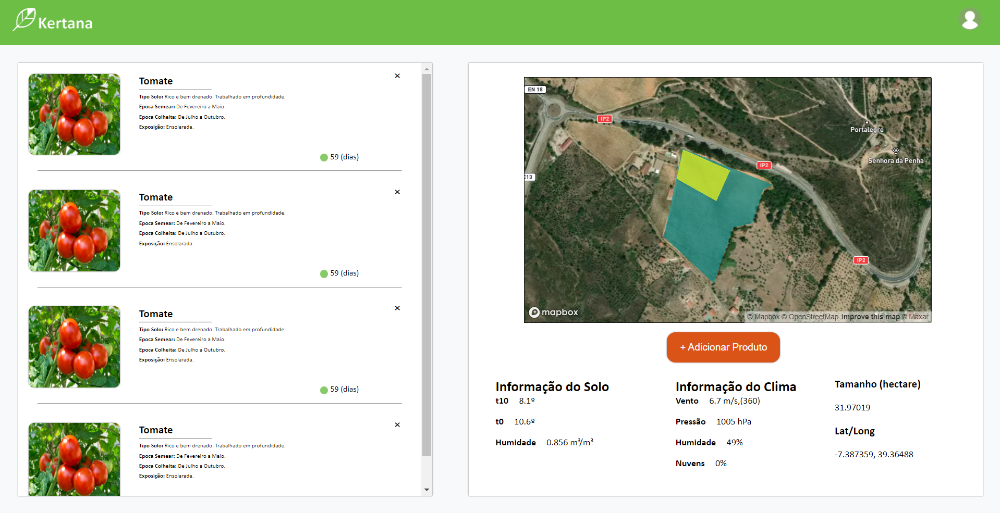 Kertana
Tomate
Tipo Solo: Rico e bem drenado. Trabalhado em profundidade.
Epoca Semear: De Fevereiro a Maio.
Epoca Colheita: De Julho a Outubro.
Exposição: Ensolarada.
59 (dias)
Tomate
Tipo Solo: Rico e bem drenado. Trabalhado em profundidade.
Epoca Semear: De Fevereiro a Maio.
Epoca Colheita: De Julho a Outubro.
Exposição: Ensolarada.
59 (dias)
Tomate
Tipo Solo: Rico e bem drenado. Trabalhado em profundidade.
Epoca Semear: De Fevereiro a Maio.
Epoca Colheita: De Julho a Outubro.
Exposição: Ensolarada.
59 (dias)
Tomate
Tipo Solo: Rico e bem drenado. Trabalhado em profundidade.
Epoca Semear: De Fevereiro a Maio.
Epoca Colheita: De Julho a Outubro.
Exposição: Ensolarada.
EN 18
IP2
Portalegre
Senhora da Penha
IP2
C13
IP2
mapbox
© Mapbox © OpenStreetMap Improve this map © Maxar
+ Adicionar Produto
Informação do Solo
t10 8.1º
t0 10.6º
Humidade 0.856 m³/m³
Informação do Clima
Vento 6.7 m/s,(360)
Pressão 1005 hPa
Humidade 49%
Nuvens 0%
Tamanho (hectare)
31.97019
Lat/Long
-7.387359, 39.36488